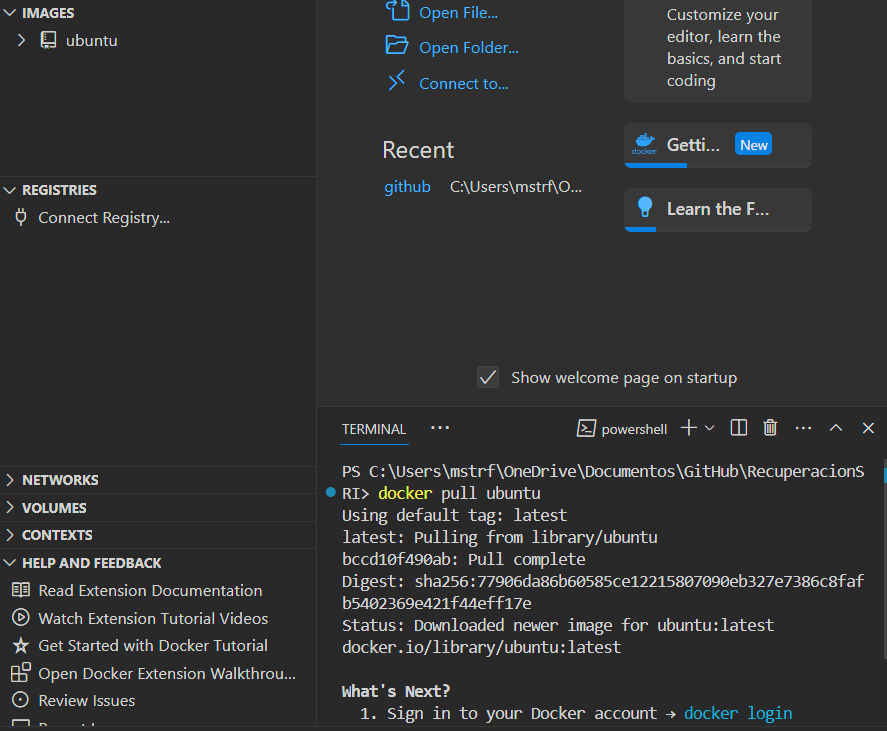 IMAGES
ubuntu
REGISTRIES
Connect Registry...
NETWORKS
VOLUMES
CONTEXTS
HELP AND FEEDBACK
Read Extension Documentation
Watch Extension Tutorial Videos
Get Started with Docker Tutorial
Open Docker Extension Walkthrou...
Review Issues
Open File...
Open Folder...
Connect to...
Recent
github C:\Users\mstrf\O...
Customize your
editor, learn the
basics, and start
coding
docker Getti... New
Learn the F...
Show welcome page on startup
TERMINAL ... powershell
PS C:\Users\mstrf\OneDrive\Documentos\GitHub\RecuperacionS
RI> docker pull ubuntu
Using default tag: latest
latest: Pulling from library/ubuntu
bccd10f490ab: Pull complete
Digest: sha256:77906da86b60585ce12215807090eb327e7386c8faf
b5402369e421f44eff17e
Status: Downloaded newer image for ubuntu:latest
docker.io/library/ubuntu:latest
What's Next?
1. Sign in to your Docker account → docker login